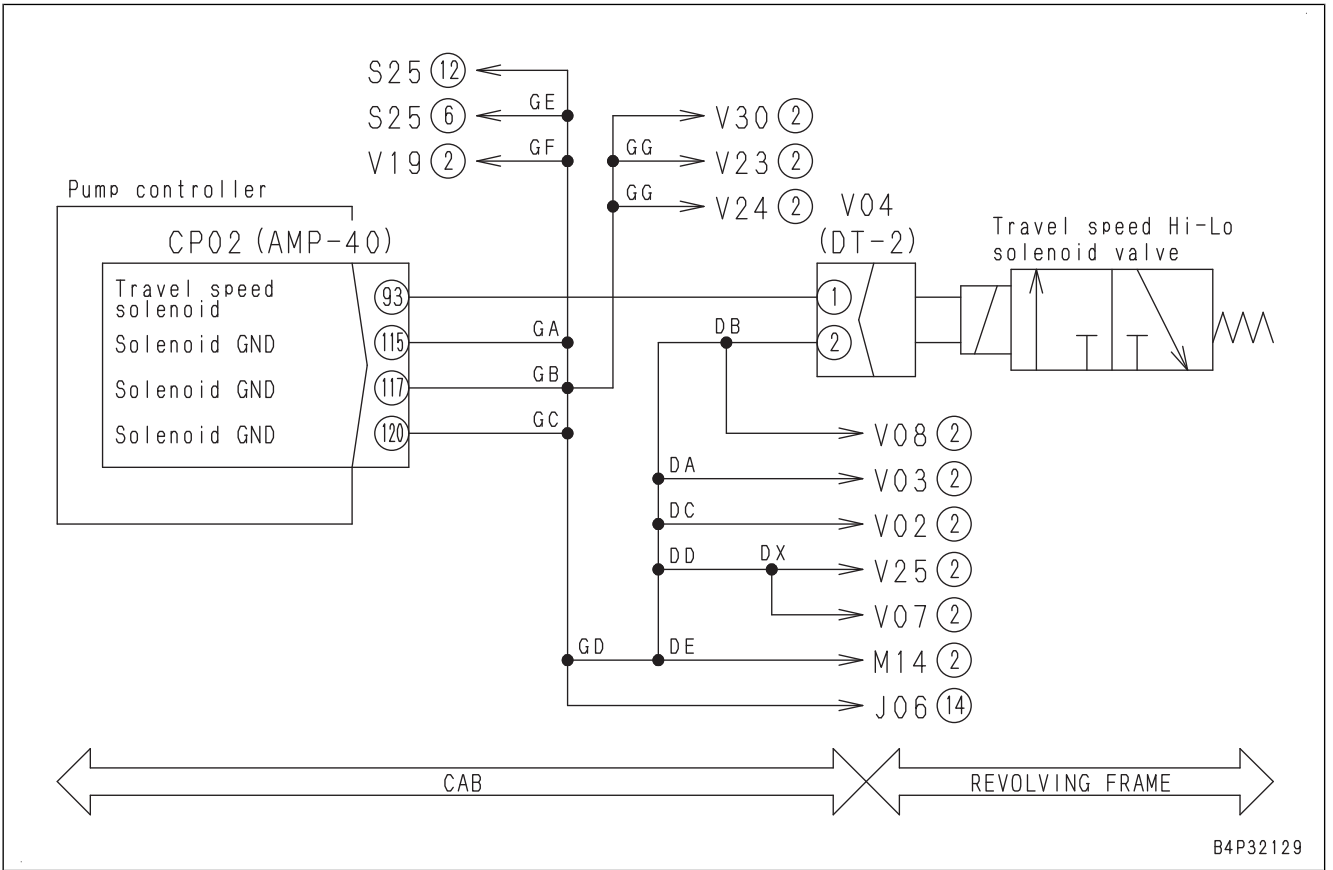 S25 12
S25 6 GE
V19 2 GF
V30 2
GG V23 2
GG V24 2
Pump controller
CP02 (AMP-40)
V04
(DT-2)
Travel speed Hi-Lo
solenoid valve
Travel speed
solenoid
93
1
Solenoid GND 115 GA
DB 2
Solenoid GND 117 GB
Solenoid GND 120 GC
V08 2
DA V03 2
DC V02 2
DD DX V25 2
V07 2
GD DE M14 2
J06 14
CAB
REVOLVING FRAME
B4P32129